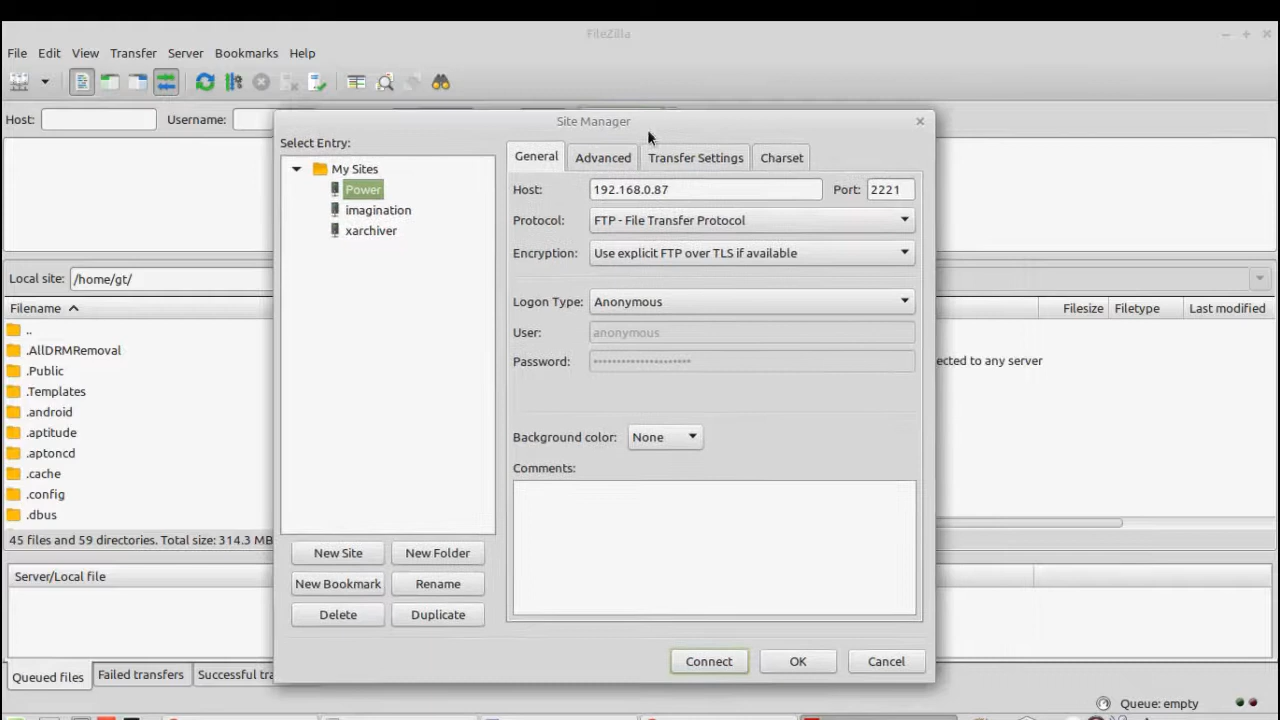 FileZilla
File Edit View Transfer Server Bookmarks Help
Host: Username:
Site Manager
Select Entry:
My Sites
Power
imagination
xarchiver
New Site New Folder
New Bookmark Rename
Delete Duplicate
General Advanced Transfer Settings Charset
Host: 192.168.0.87 Port: 2221
Protocol: FTP - File Transfer Protocol
Encryption: Use explicit FTP over TLS if available
Logon Type: Anonymous
User: anonymous
Password: •••••••••••••••••••••
Background color: None
Comments:
Connect OK Cancel
Local site: /home/gt/
Filename
..
.AllDRMRemoval
.Public
.Templates
.android
.aptitude
.aptoncd
.cache
.config
.dbus
45 files and 59 directories. Total size: 314.3 MB
Filesize Filetype Last modified
ected to any server
Server/Local file
Queued files Failed transfers Successful tra
Queue: empty